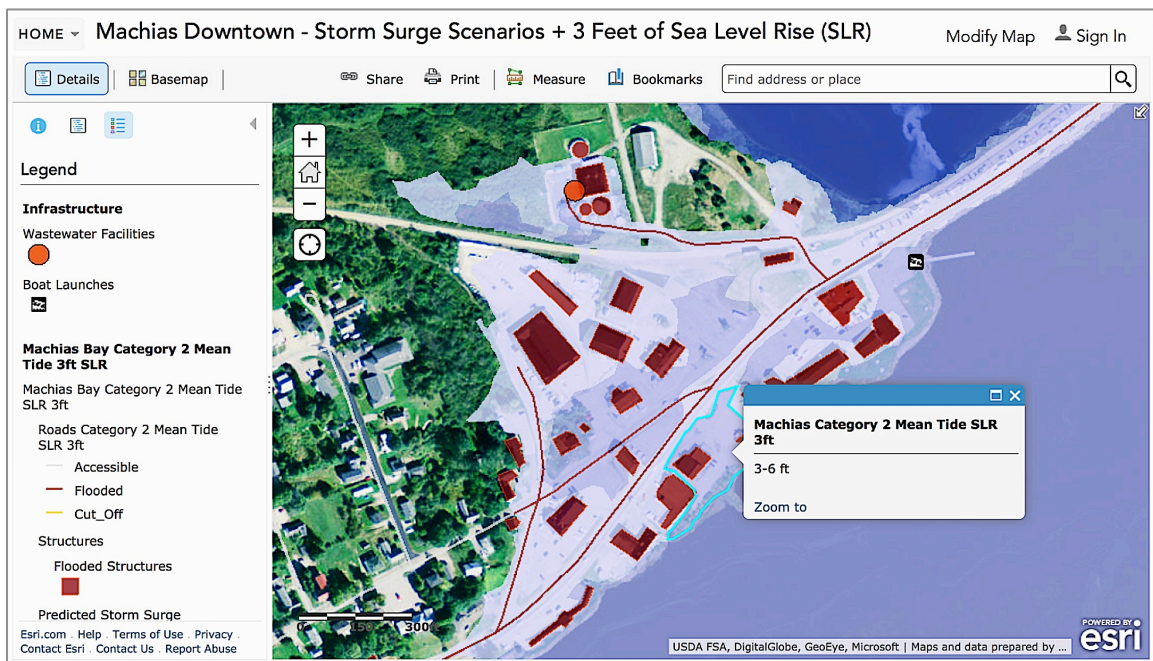 HOME
Machias Downtown - Storm Surge Scenarios + 3 Feet of Sea Level Rise (SLR)
Modify Map
Sign In
Details
Basemap
Share
Print
Measure
Bookmarks
Find address or place
Legend
Infrastructure
Wastewater Facilities
Boat Launches
Machias Bay Category 2 Mean
Tide 3ft SLR
Machias Bay Category 2 Mean Tide
SLR 3ft
Roads Category 2 Mean Tide
SLR 3ft
Accessible
Flooded
Cut_Off
Structures
Flooded Structures
Predicted Storm Surge
Esri.com . Help . Terms of Use . Privacy .
Contact Esri . Contact Us . Report Abuse
+
−
Machias Category 2 Mean Tide SLR
3ft
3-6 ft
Zoom to
0 150 300ft
USDA FSA, DigitalGlobe, GeoEye, Microsoft | Maps and data prepared by ...
POWERED BY
esri